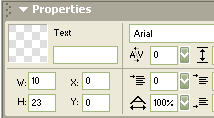 Properties
Text
Arial
A|V 0
W: 10 X: 0
0
H: 23 Y: 0
100%